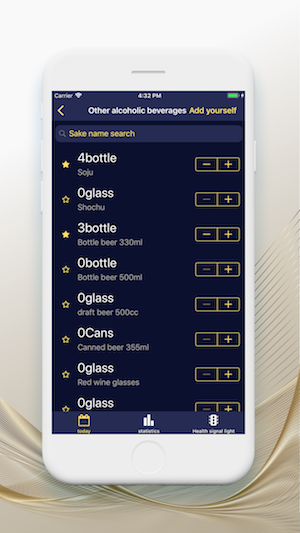 Carrier 4:32 PM
Other alcoholic beverages Add yourself
Sake name search
4bottle
Soju
0glass
Shochu
3bottle
Bottle beer 330ml
0bottle
Bottle beer 500ml
0glass
draft beer 500cc
0Cans
Canned beer 355ml
0glass
Red wine glasses
0glass
today statistics Health signal light